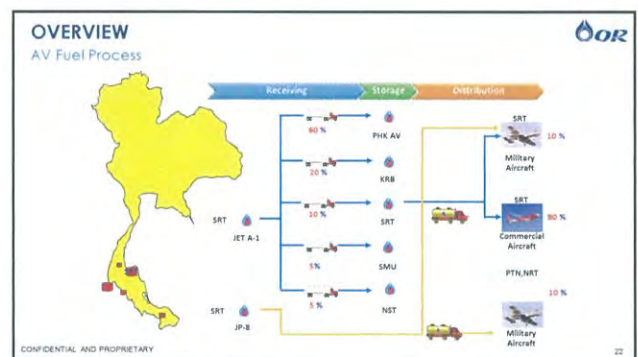 OVERVIEW
OR
AV Fuel Process
Receiving
Storage
Distribution
60 %
PHK AV
SRT
10 %
Military
Aircraft
20 %
KRB
SRT
JET A-1
10 %
SRT
SRT
90 %
Commercial
Aircraft
5%
SMU
PTN,NRT
5 %
NST
10 %
Military
Aircraft
SRT
JP-8
CONFIDENTIAL AND PROPRIETARY
22